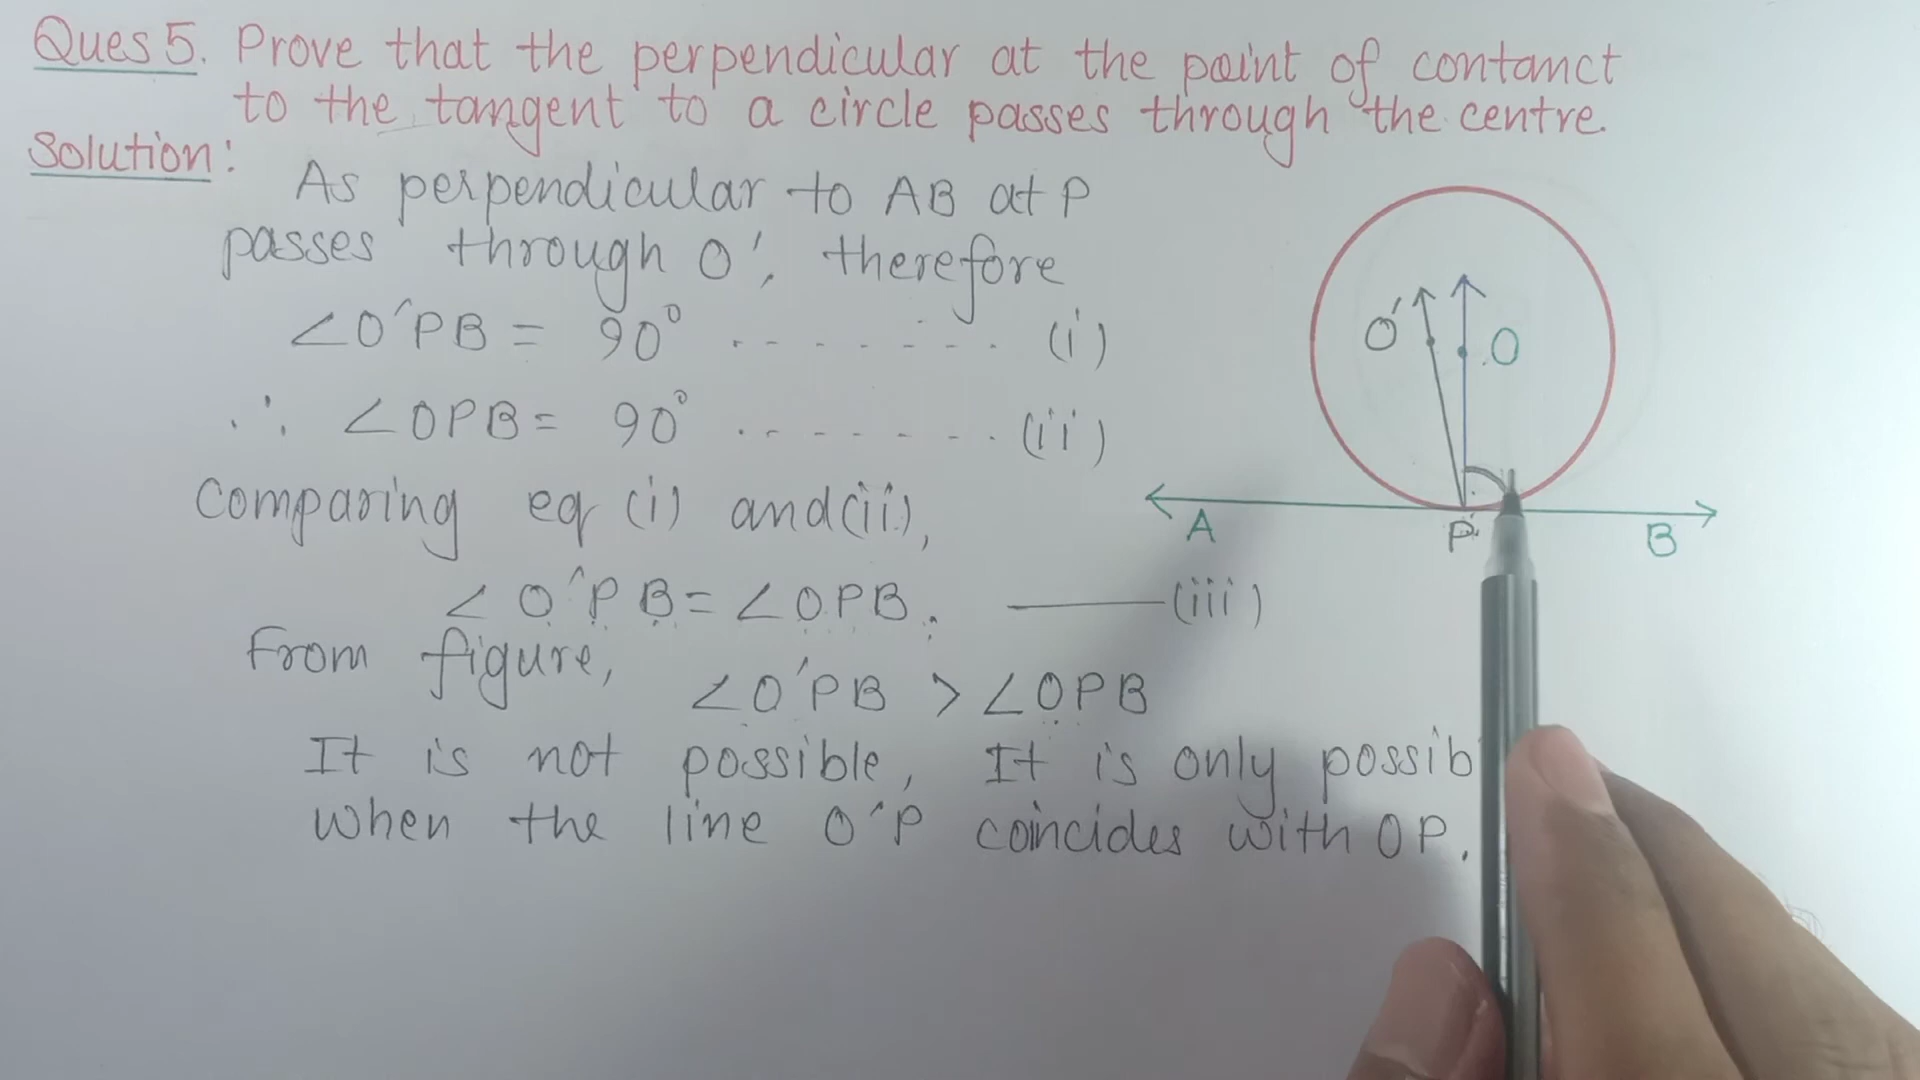 Ques 5. Prove that the perpendicular at the point of contanct
to the tangent to a circle passes through the centre.
Solution:
As perpendicular to AB at P
passes through O', therefore
∠O'PB = 90° - - - - - - - (i)
∴ ∠OPB = 90° - - - - - - - (ii)
Comparing eq (i) and (ii),
∠O'PB = ∠OPB. ——— (iii)
From figure,
∠O'PB > ∠OPB
It is not possible, It is only possib
when the line O'P coincides with OP.
O'
O
A
P
B